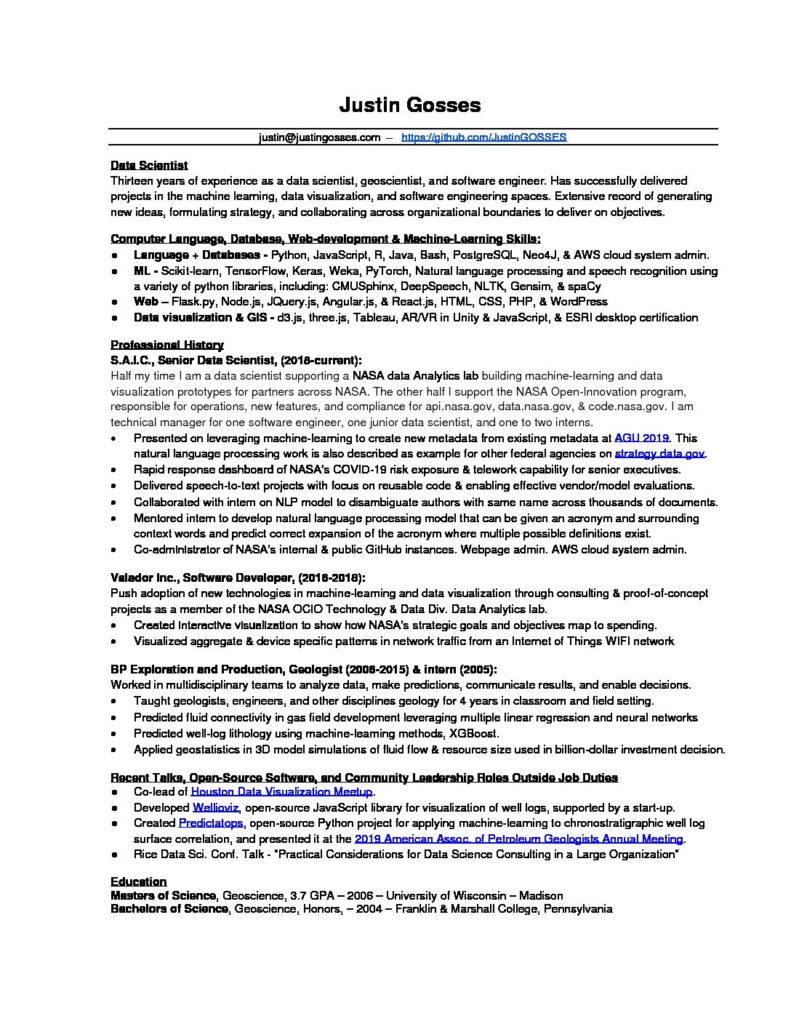 Justin Gosses
justin@justingosses.com – https://github.com/JustinGOSSES
Data Scientist
Thirteen years of experience as a data scientist, geoscientist, and software engineer. Has successfully delivered
projects in the machine learning, data visualization, and software engineering spaces. Extensive record of generating
new ideas, formulating strategy, and collaborating across organizational boundaries to deliver on objectives.
Computer Language, Database, Web-development & Machine-Learning Skills:
● Language + Databases - Python, JavaScript, R, Java, Bash, PostgreSQL, Neo4J, & AWS cloud system admin.
● ML - Scikit-learn, TensorFlow, Keras, Weka, PyTorch, Natural language processing and speech recognition using
a variety of python libraries, including: CMUSphinx, DeepSpeech, NLTK, Gensim, & spaCy
● Web – Flask.py, Node.js, JQuery.js, Angular.js, & React.js, HTML, CSS, PHP, & WordPress
● Data visualization & GIS - d3.js, three.js, Tableau, AR/VR in Unity & JavaScript, & ESRI desktop certification
Professional History
S.A.I.C., Senior Data Scientist, (2018-current):
Half my time I am a data scientist supporting a NASA data Analytics lab building machine-learning and data
visualization prototypes for partners across NASA. The other half I support the NASA Open-Innovation program,
responsible for operations, new features, and compliance for api.nasa.gov, data.nasa.gov, & code.nasa.gov. I am
technical manager for one software engineer, one junior data scientist, and one to two interns.
• Presented on leveraging machine-learning to create new metadata from existing metadata at AGU 2019. This
natural language processing work is also described as example for other federal agencies on strategy.data.gov.
• Rapid response dashboard of NASA's COVID-19 risk exposure & telework capability for senior executives.
• Delivered speech-to-text projects with focus on reusable code & enabling effective vendor/model evaluations.
• Collaborated with intern on NLP model to disambiguate authors with same name across thousands of documents.
• Mentored intern to develop natural language processing model that can be given an acronym and surrounding
context words and predict correct expansion of the acronym where multiple possible definitions exist.
• Co-administrator of NASA's internal & public GitHub instances. Webpage admin. AWS cloud system admin.
Valador Inc., Software Developer, (2016-2018):
Push adoption of new technologies in machine-learning and data visualization through consulting & proof-of-concept
projects as a member of the NASA OCIO Technology & Data Div. Data Analytics lab.
• Created interactive visualization to show how NASA's strategic goals and objectives map to spending.
• Visualized aggregate & device specific patterns in network traffic from an Internet of Things WIFI network
BP Exploration and Production, Geologist (2006-2015) & intern (2005):
Worked in multidisciplinary teams to analyze data, make predictions, communicate results, and enable decisions.
• Taught geologists, engineers, and other disciplines geology for 4 years in classroom and field setting.
• Predicted fluid connectivity in gas field development leveraging multiple linear regression and neural networks
• Predicted well-log lithology using machine-learning methods, XGBoost.
• Applied geostatistics in 3D model simulations of fluid flow & resource size used in billion-dollar investment decision.
Recent Talks, Open-Source Software, and Community Leadership Roles Outside Job Duties
● Co-lead of Houston Data Visualization Meetup.
● Developed Wellioviz, open-source JavaScript library for visualization of well logs, supported by a start-up.
● Created Predictatops, open-source Python project for applying machine-learning to chronostratigraphic well log
surface correlation, and presented it at the 2019 American Assoc. of Petroleum Geologists Annual Meeting.
● Rice Data Sci. Conf. Talk - "Practical Considerations for Data Science Consulting in a Large Organization"
Education
Masters of Science, Geoscience, 3.7 GPA – 2006 – University of Wisconsin – Madison
Bachelors of Science, Geoscience, Honors, – 2004 – Franklin & Marshall College, Pennsylvania